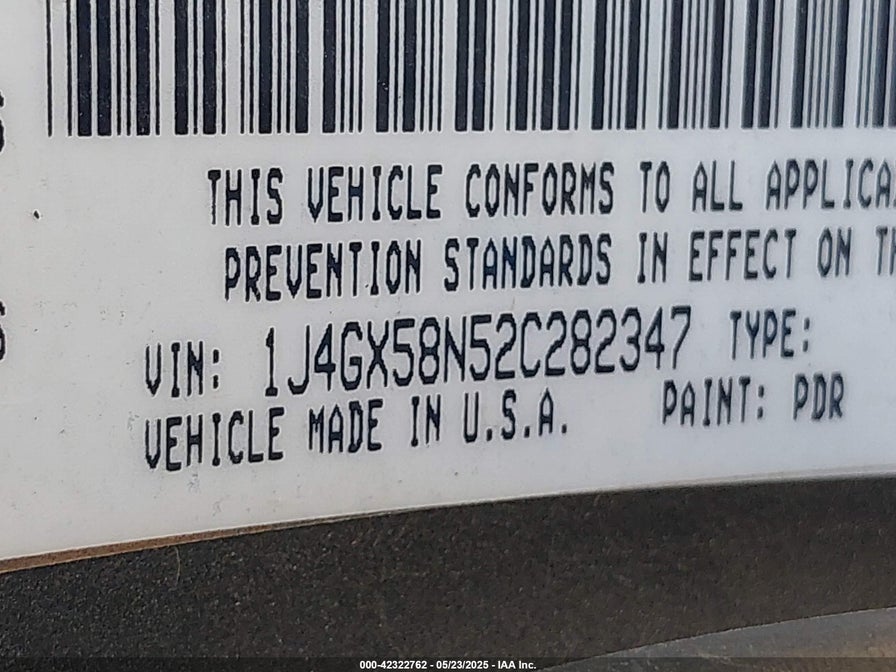 THIS VEHICLE CONFORMS TO ALL
PREVENTION STANDARDS IN EFFECT ON
VIN: 1J4GX58N52C282347 TYPE:
VEHICLE MADE IN U.S.A. PAINT: PDR
000-42322762 - 05/23/2025 - IAA Inc.